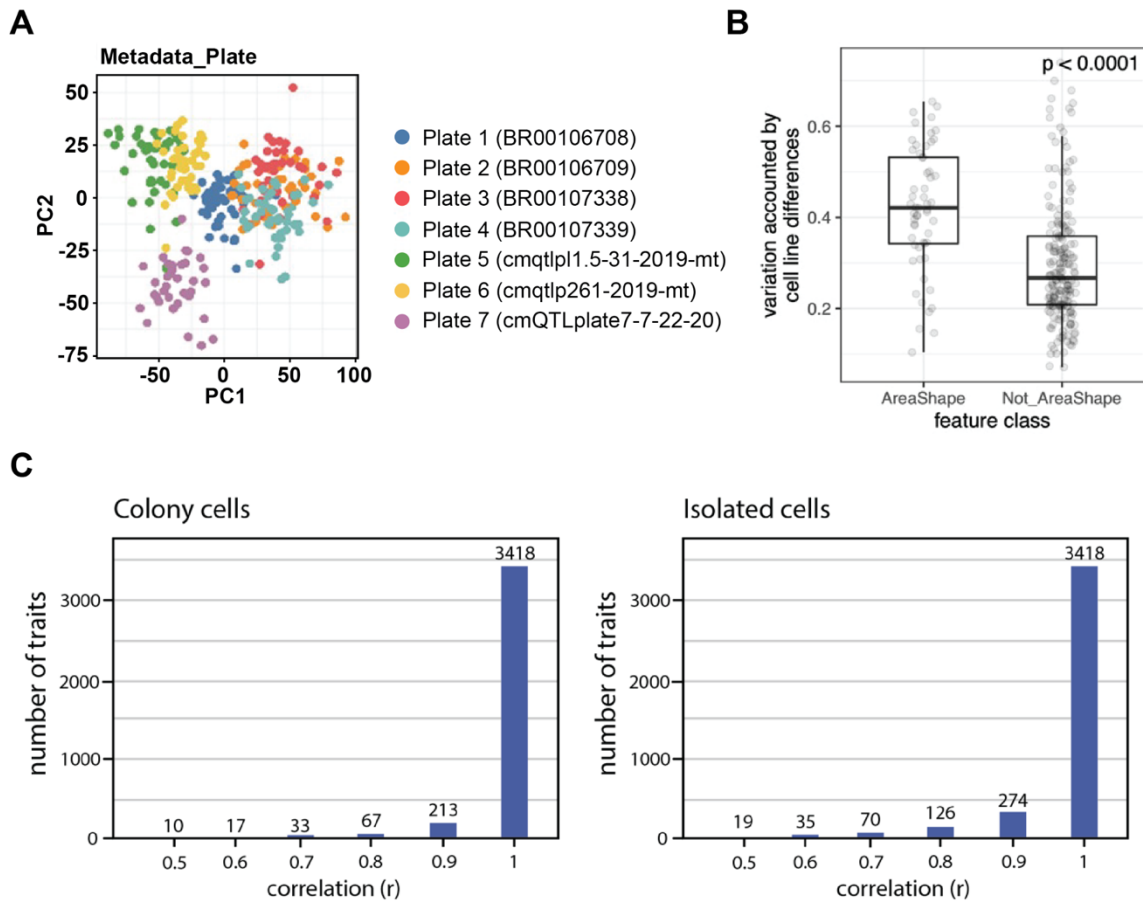 A
Metadata_Plate
50
25
0
-25
-50
-75
PC2
-50
0
50
100
PC1
Plate 1 (BR00106708)
Plate 2 (BR00106709)
Plate 3 (BR00107338)
Plate 4 (BR00107339)
Plate 5 (cmqtlpl1.5-31-2019-mt)
Plate 6 (cmqtlp261-2019-mt)
Plate 7 (cmQTLplate7-7-22-20)
B
p < 0.0001
variation accounted by
cell line differences
0.6
0.4
0.2
AreaShape
Not_AreaShape
feature class
C
Colony cells
number of traits
3000
2000
1000
0
10
17
33
67
213
3418
0.5
0.6
0.7
0.8
0.9
1
correlation (r)
Isolated cells
number of traits
3000
2000
1000
0
19
35
70
126
274
3418
0.5
0.6
0.7
0.8
0.9
1
correlation (r)